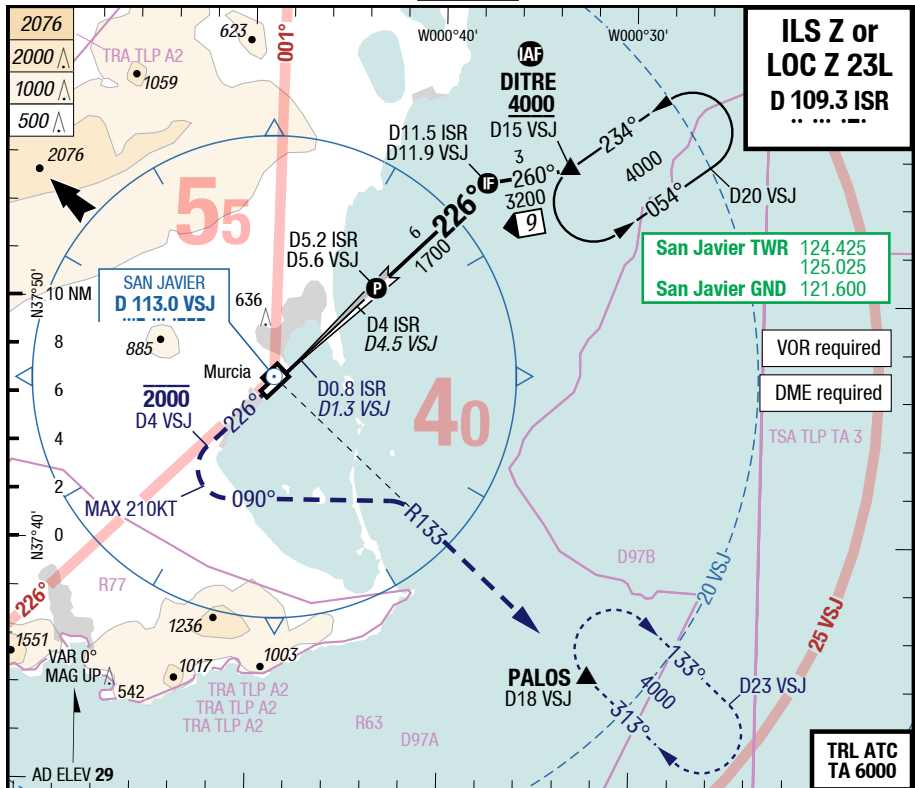 2076
2000
1000
500
TRA TLP A2
1059
623
001°
W000°40'
W000°30'
ILS Z or
LOC Z 23L
D 109.3 ISR
IAF
DITRE
4000
D15 VSJ
D11.5 ISR
D11.9 VSJ
IF
3
260°
3200
9
234°
4000
054°
D20 VSJ
2076
55
226°
6
1700
D5.2 ISR
D5.6 VSJ
P
San Javier TWR 124.425
125.025
San Javier GND 121.600
N37°50'
10 NM
SAN JAVIER
D 113.0 VSJ
636
D4 ISR
D4.5 VSJ
VOR required
DME required
8
885
Murcia
6
2000
D4 VSJ
226°
D0.8 ISR
D1.3 VSJ
40
TSA TLP TA 3
4
2
MAX 210KT
090°
R133
N37°40'
0
D97B
20 VSJ
R77
226°
25 VSJ
1551
1236
1017
1003
VAR 0°
MAG UP
542
TRA TLP A2
TRA TLP A2
TRA TLP A2
R63
D97A
PALOS
D18 VSJ
133°
4000
313°
D23 VSJ
AD ELEV 29
TRL ATC
TA 6000